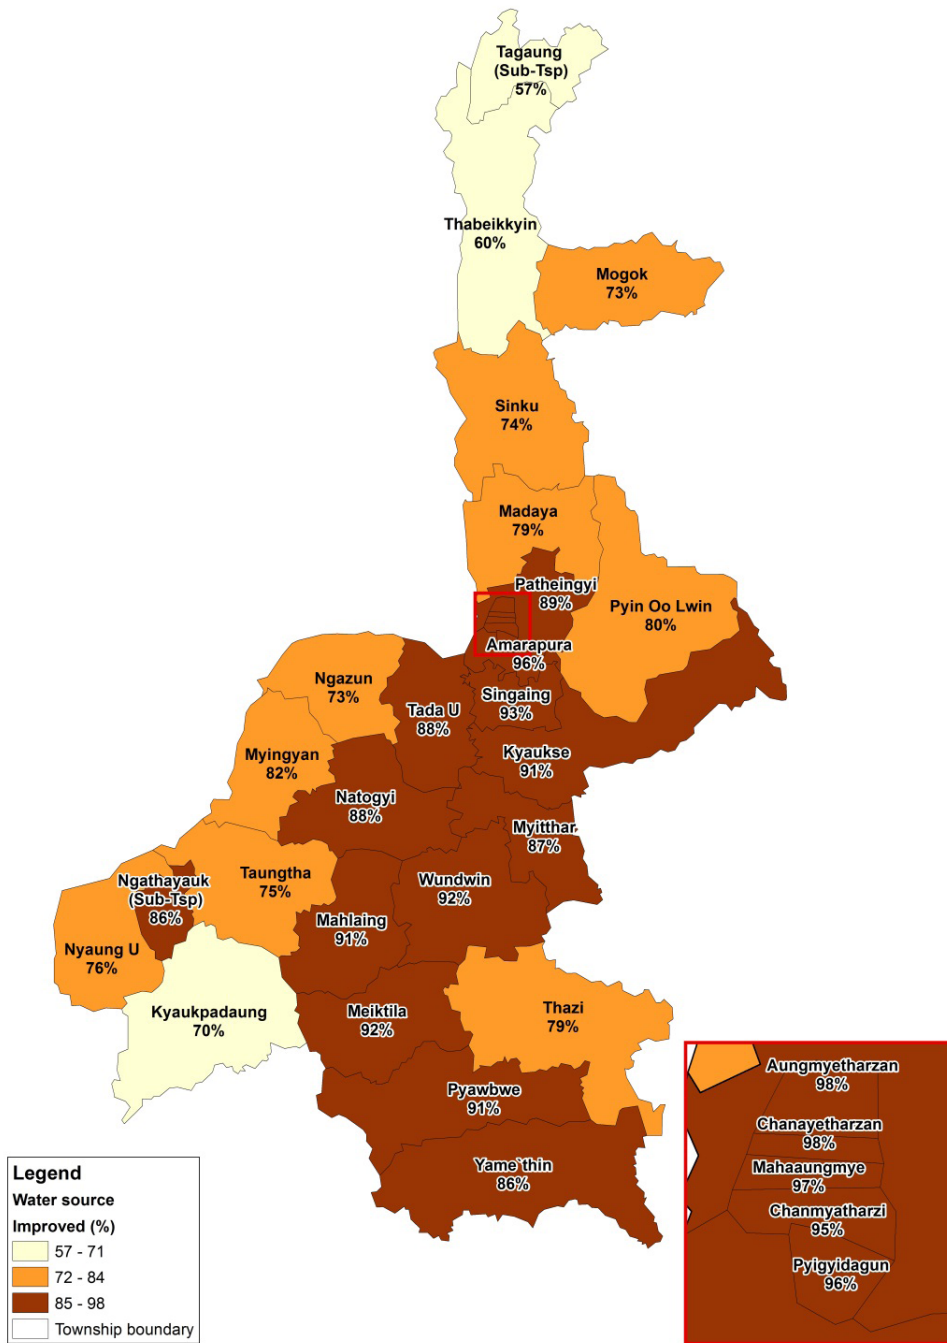 Tagaung
(Sub-Tsp)
57%
Thabeikkyin
60%
Mogok
73%
Sinku
74%
Madaya
79%
Patheingyi
89%
Pyin Oo Lwin
80%
Amarapura
96%
Ngazun
73%
Tada U
88%
Singaing
93%
Myingyan
82%
Kyaukse
91%
Natogyi
88%
Myitthar
87%
Ngathayauk
(Sub-Tsp)
86%
Taungtha
75%
Wundwin
92%
Mahlaing
91%
Nyaung U
76%
Kyaukpadaung
70%
Meiktila
92%
Thazi
79%
Pyawbwe
91%
Yame`thin
86%
Aungmyetharzan
98%
Chanayetharzan
98%
Mahaaungmye
97%
Chanmyatharzi
95%
Pyigyidagun
96%
Legend
Water source
Improved (%)
57 - 71
72 - 84
85 - 98
Township boundary